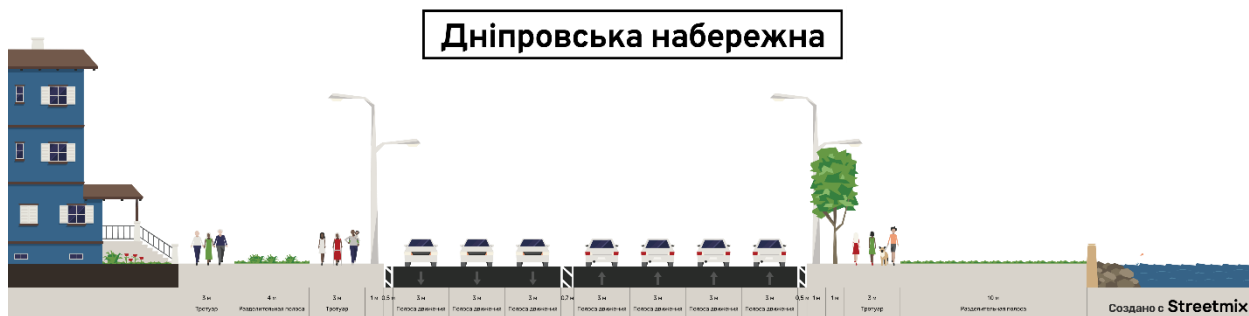 Дніпровська набережна
3 м 4 м 3 м 1 м 0.5 м 3 м 3 м 3 м 0.7 м 3 м 3 м 3 м 3 м 0,5 м 1 м 1 м 3 м 10 м
Тротуар Разделительная полоса Тротуар Полоса движения Полоса движения Полоса движения Полоса движения Полоса движения Полоса движения Полоса движения Тротуар Разделительная полоса
Создано с Streetmix